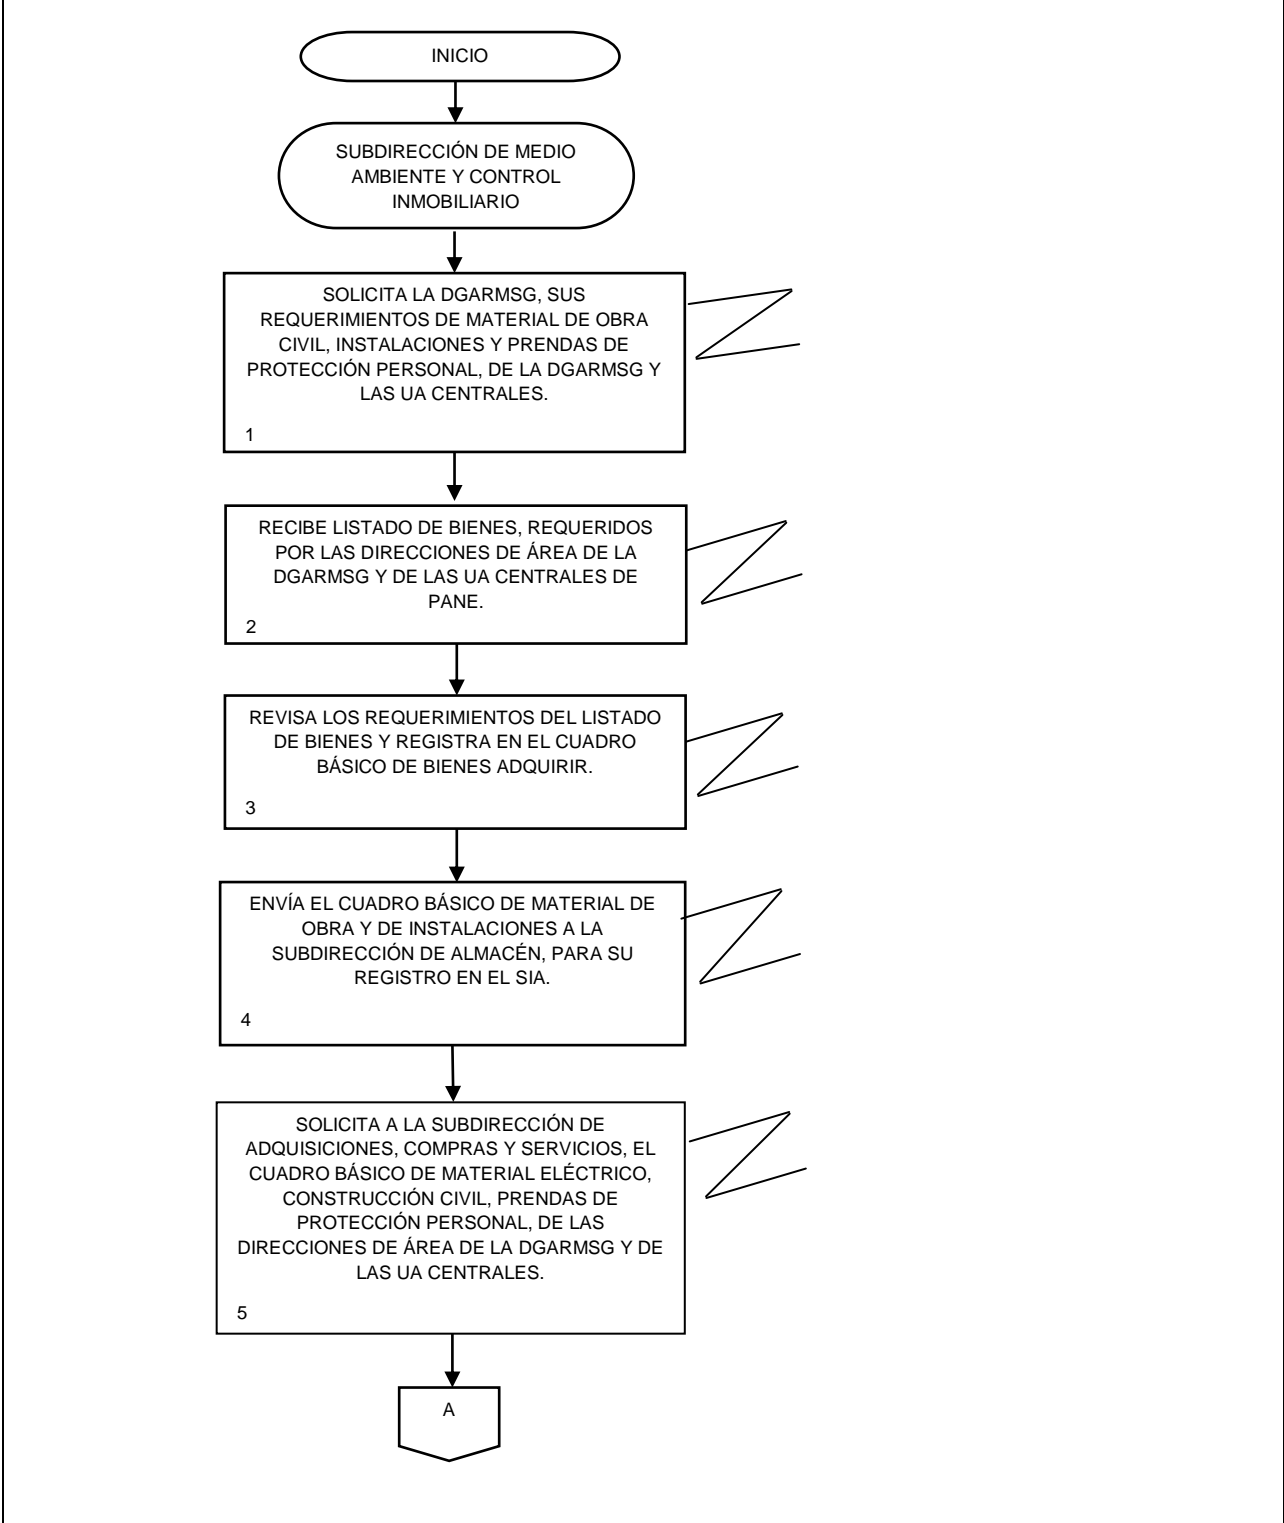 INICIO
SUBDIRECCIÓN DE MEDIO
AMBIENTE Y CONTROL
INMOBILIARIO
SOLICITA LA DGARMSG, SUS
REQUERIMIENTOS DE MATERIAL DE OBRA
CIVIL, INSTALACIONES Y PRENDAS DE
PROTECCIÓN PERSONAL, DE LA DGARMSG Y
LAS UA CENTRALES.
1
RECIBE LISTADO DE BIENES, REQUERIDOS
POR LAS DIRECCIONES DE ÁREA DE LA
DGARMSG Y DE LAS UA CENTRALES DE
PANE.
2
REVISA LOS REQUERIMIENTOS DEL LISTADO
DE BIENES Y REGISTRA EN EL CUADRO
BÁSICO DE BIENES ADQUIRIR.
3
ENVÍA EL CUADRO BÁSICO DE MATERIAL DE
OBRA Y DE INSTALACIONES A LA
SUBDIRECCIÓN DE ALMACÉN, PARA SU
REGISTRO EN EL SIA.
4
SOLICITA A LA SUBDIRECCIÓN DE
ADQUISICIONES, COMPRAS Y SERVICIOS, EL
CUADRO BÁSICO DE MATERIAL ELÉCTRICO,
CONSTRUCCIÓN CIVIL, PRENDAS DE
PROTECCIÓN PERSONAL, DE LAS
DIRECCIONES DE ÁREA DE LA DGARMSG Y DE
LAS UA CENTRALES.
5
A